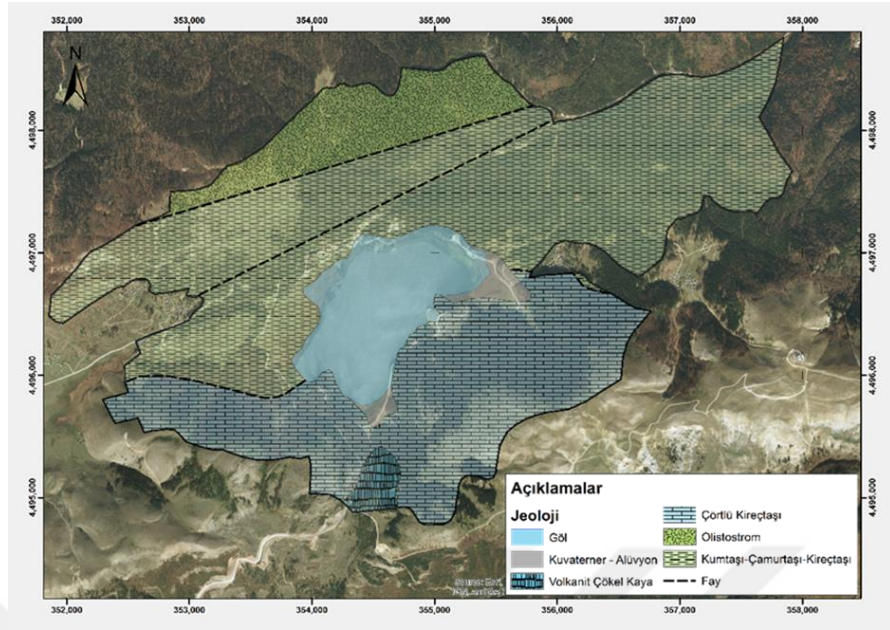 352,000 353,000 354,000 355,000 356,000 357,000 358,000
N
4,498,000 4,498,000
4,497,000 4,497,000
4,496,000 4,496,000
4,495,000 4,495,000
Açıklamalar
Jeoloji
Göl
Kuvaterner - Alüvyon
Volkanit Çökel Kaya
Çörtlü Kireçtaşı
Olistostrom
Kumtaşı-Çamurtaşı-Kireçtaşı
Fay
352,000 353,000 354,000 355,000 356,000 357,000 358,000